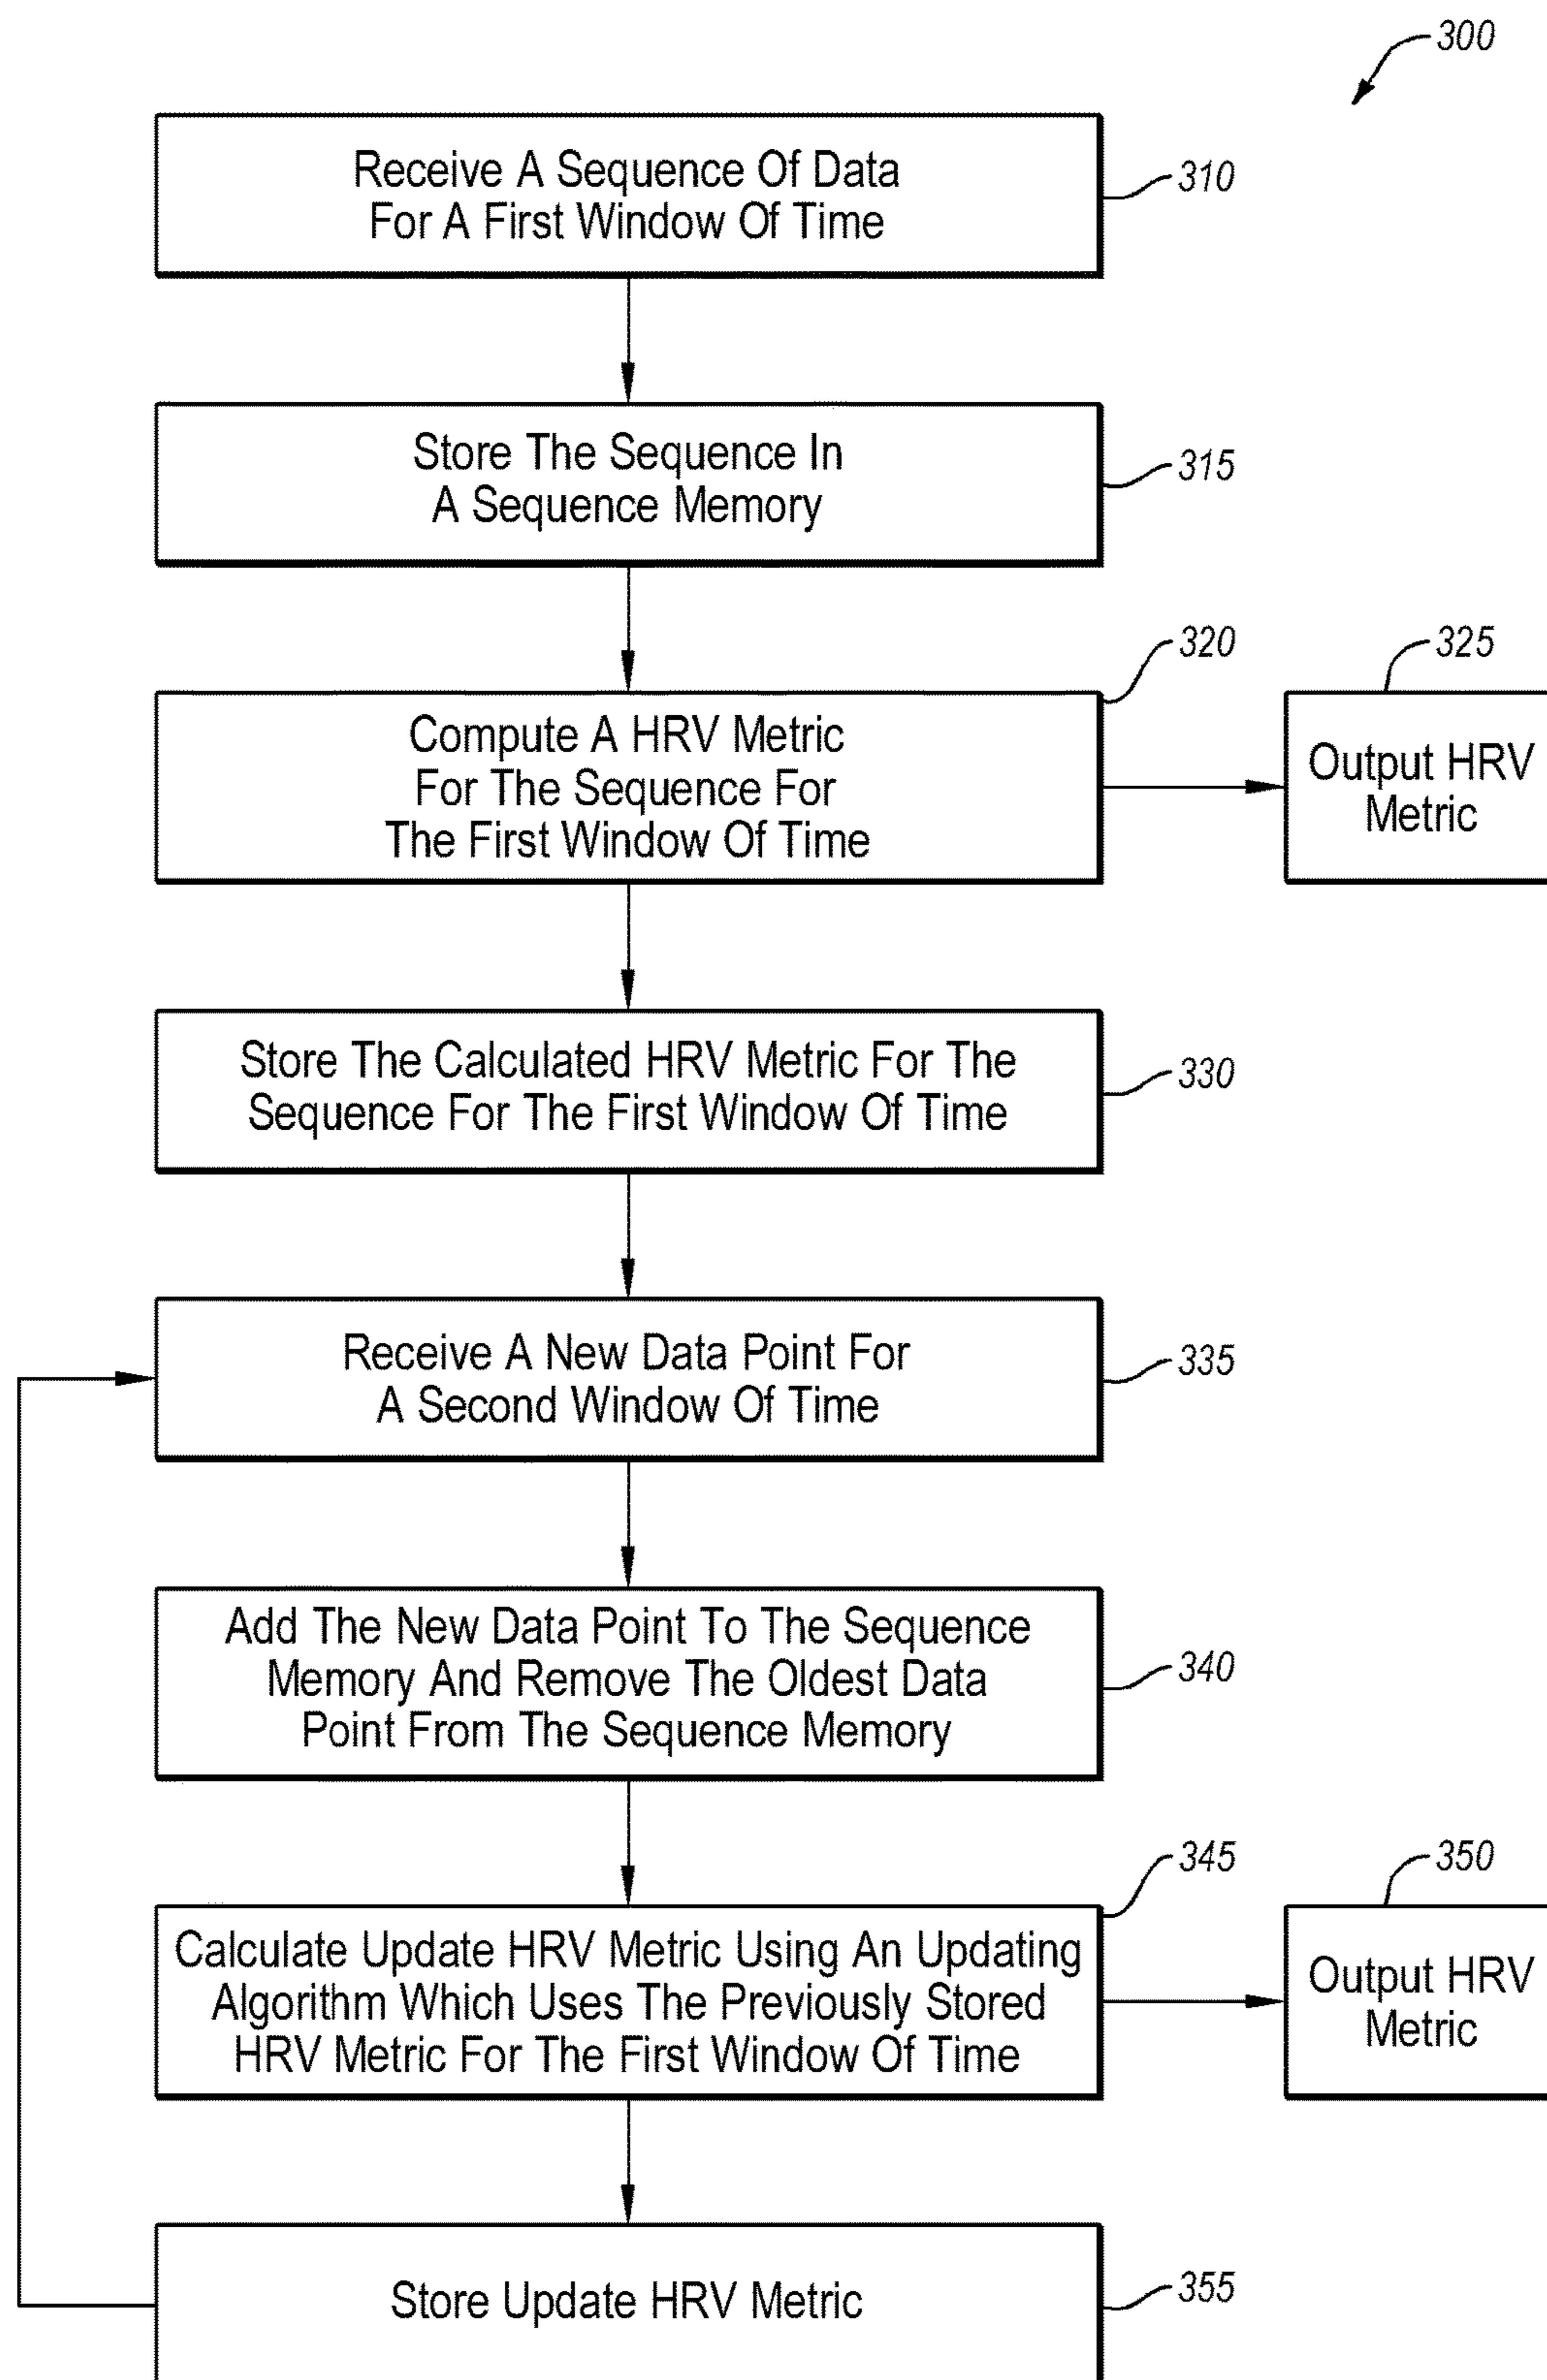 300
Receive A Sequence Of Data
For A First Window Of Time
310
Store The Sequence In
A Sequence Memory
315
Compute A HRV Metric
For The Sequence For
The First Window Of Time
320
Output HRV
Metric
325
Store The Calculated HRV Metric For The
Sequence For The First Window Of Time
330
Receive A New Data Point For
A Second Window Of Time
335
Add The New Data Point To The Sequence
Memory And Remove The Oldest Data
Point From The Sequence Memory
340
Calculate Update HRV Metric Using An Updating
Algorithm Which Uses The Previously Stored
HRV Metric For The First Window Of Time
345
Output HRV
Metric
350
Store Update HRV Metric
355